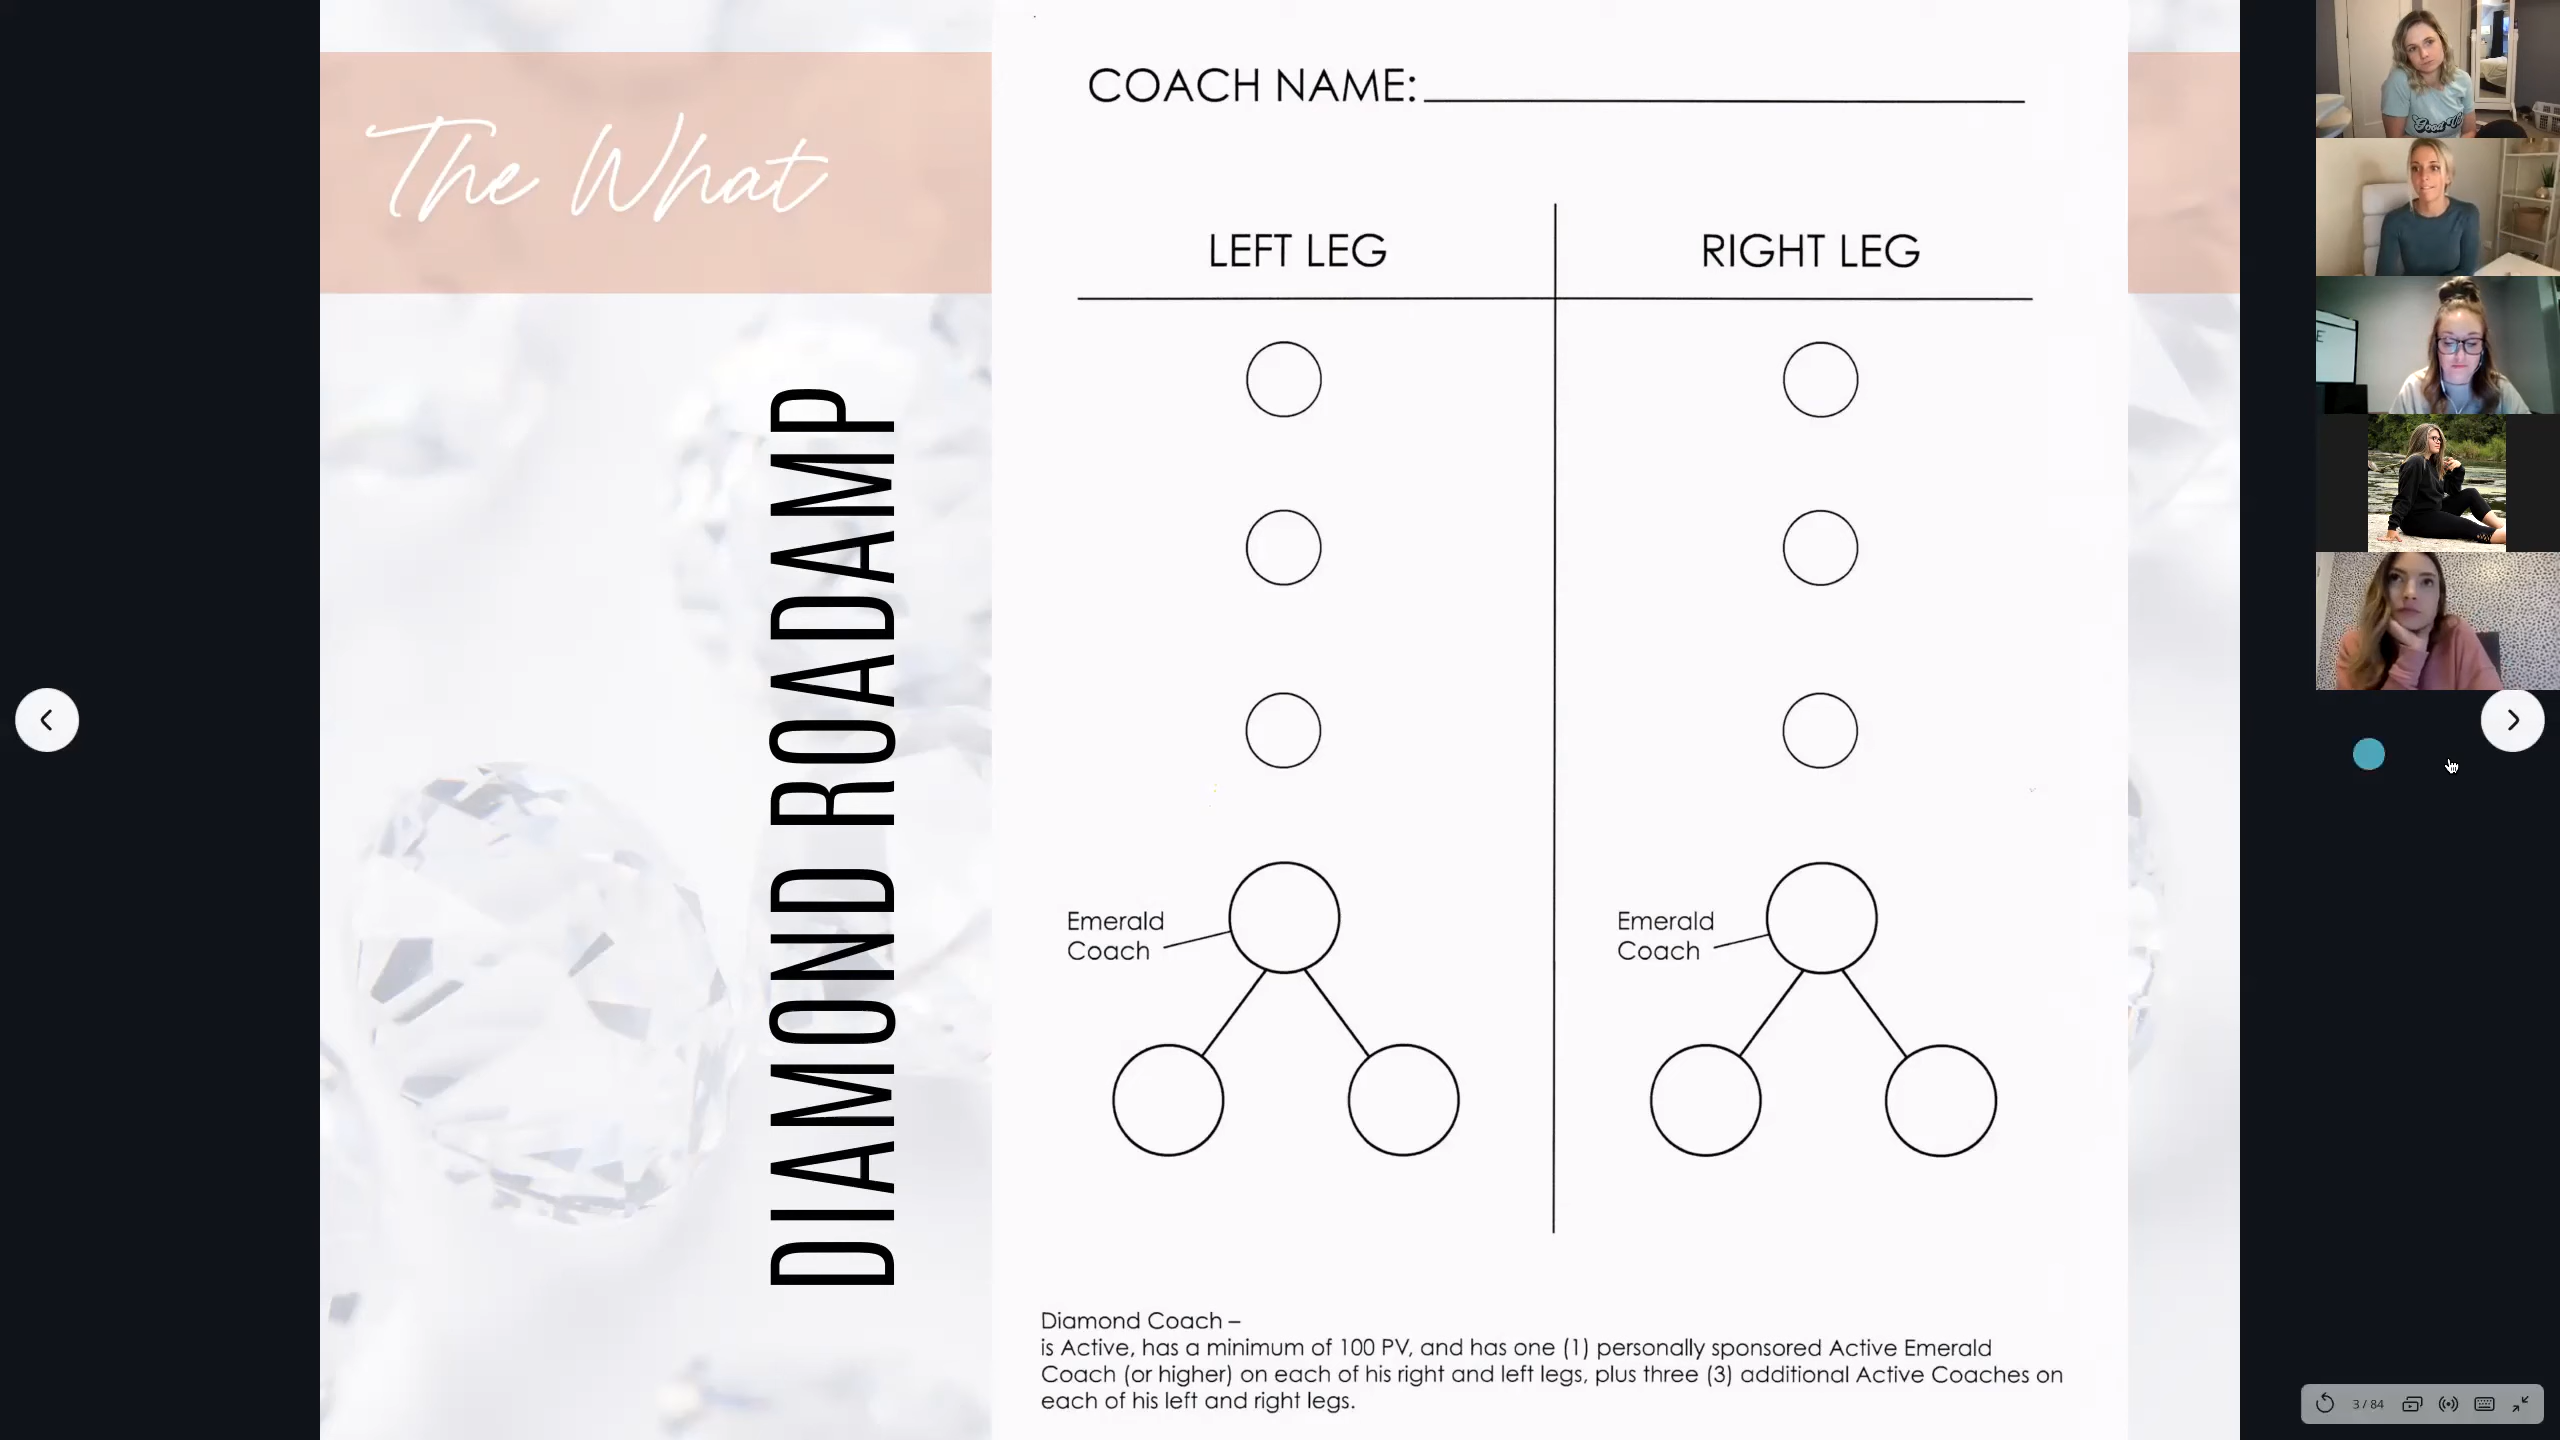 The What
DIAMOND ROADAMP
COACH NAME:
LEFT LEG
RIGHT LEG
Emerald
Coach
Emerald
Coach
Diamond Coach –
is Active, has a minimum of 100 PV, and has one (1) personally sponsored Active Emerald
Coach (or higher) on each of his right and left legs, plus three (3) additional Active Coaches on
each of his left and right legs.
Good
E
3 / 84